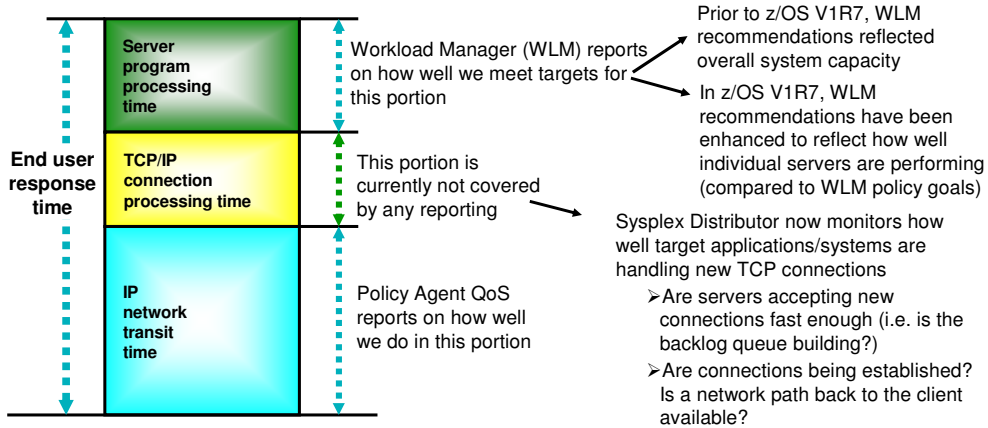 End user
response
time
Server
program
processing
time
TCP/IP
connection
processing time
IP
network
transit
time
Workload Manager (WLM) reports
on how well we meet targets for
this portion
This portion is
currently not covered
by any reporting
Policy Agent QoS
reports on how well
we do in this portion
Prior to z/OS V1R7, WLM
recommendations reflected
overall system capacity
In z/OS V1R7, WLM
recommendations have been
enhanced to reflect how well
individual servers are performing
(compared to WLM policy goals)
Sysplex Distributor now monitors how
well target applications/systems are
handling new TCP connections
➢Are servers accepting new
connections fast enough (i.e. is the
backlog queue building?)
➢Are connections being established?
Is a network path back to the client
available?